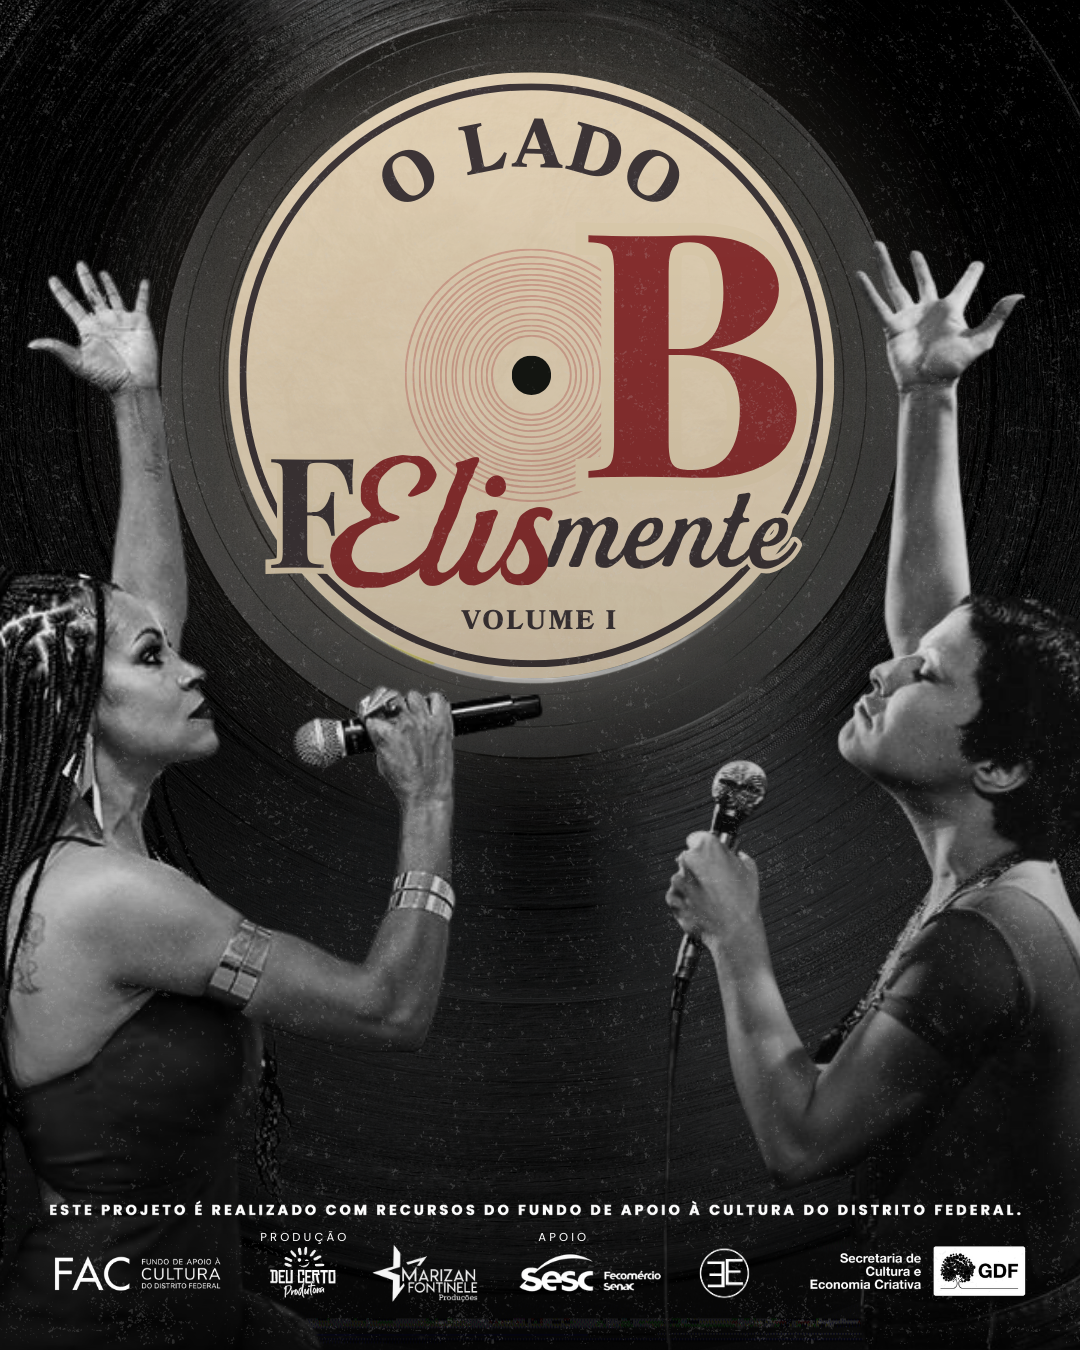 O LADO
B
FElismente
VOLUME I
ESTE PROJETO É REALIZADO COM RECURSOS DO FUNDO DE APOIO À CULTURA DO DISTRITO FEDERAL.
PRODUÇÃO
APOIO
FAC
FUNDO DE APOIO À
CULTURA
DO DISTRITO FEDERAL
DEU CERTO
Produtora
MARIZAN
FONTINELE
Produções
Sesc
Fecomércio
Senac
ƎE
Secretaria de
Cultura e
Economia Criativa
GDF